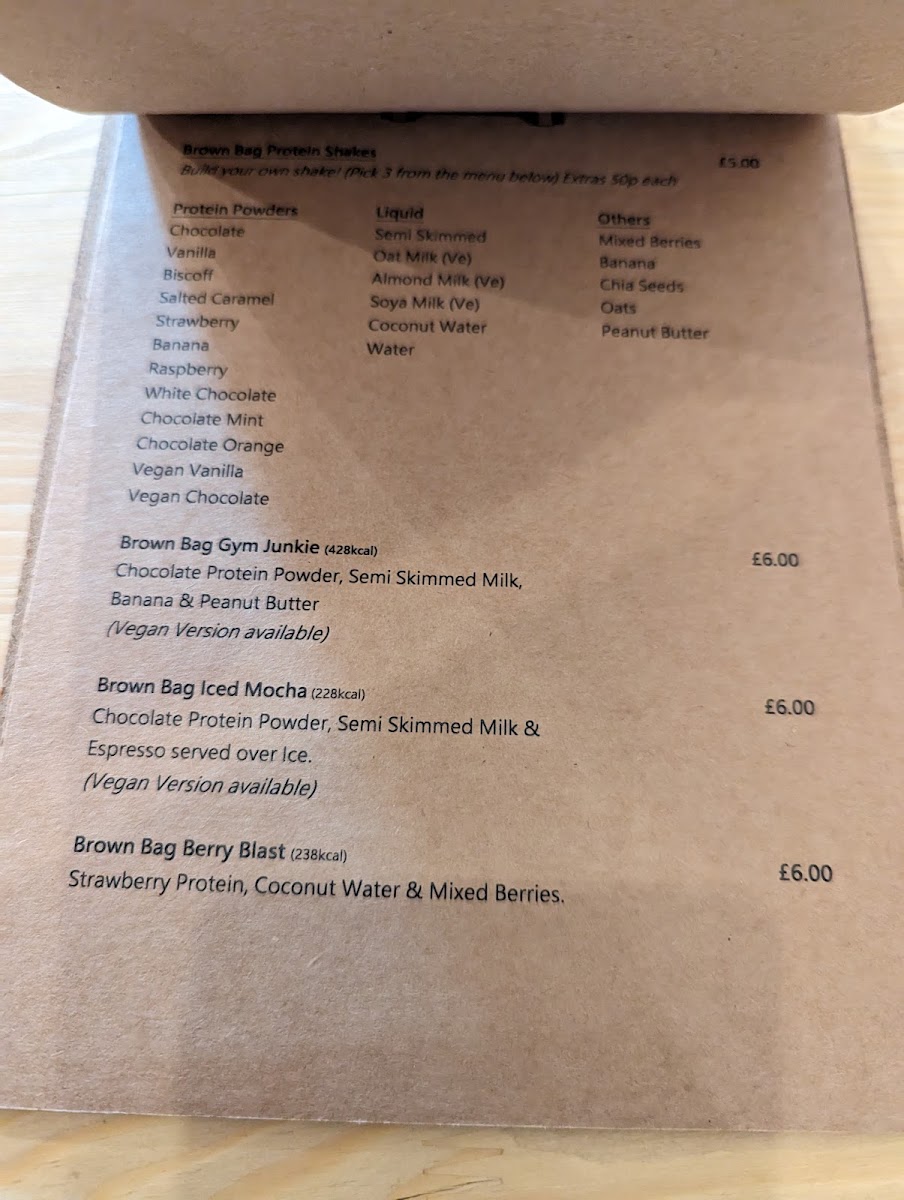 Brown Bag Protein Shakes £5.00
Build your own shake! (Pick 3 from the menu below) Extras 50p each
Protein Powders
Chocolate
Vanilla
Biscoff
Salted Caramel
Strawberry
Banana
Raspberry
White Chocolate
Chocolate Mint
Chocolate Orange
Vegan Vanilla
Vegan Chocolate
Liquid
Semi Skimmed
Oat Milk (Ve)
Almond Milk (Ve)
Soya Milk (Ve)
Coconut Water
Water
Others
Mixed Berries
Banana
Chia Seeds
Oats
Peanut Butter
Brown Bag Gym Junkie (428kcal) £6.00
Chocolate Protein Powder, Semi Skimmed Milk,
Banana & Peanut Butter
(Vegan Version available)
Brown Bag Iced Mocha (228kcal) £6.00
Chocolate Protein Powder, Semi Skimmed Milk &
Espresso served over Ice.
(Vegan Version available)
Brown Bag Berry Blast (238kcal) £6.00
Strawberry Protein, Coconut Water & Mixed Berries.